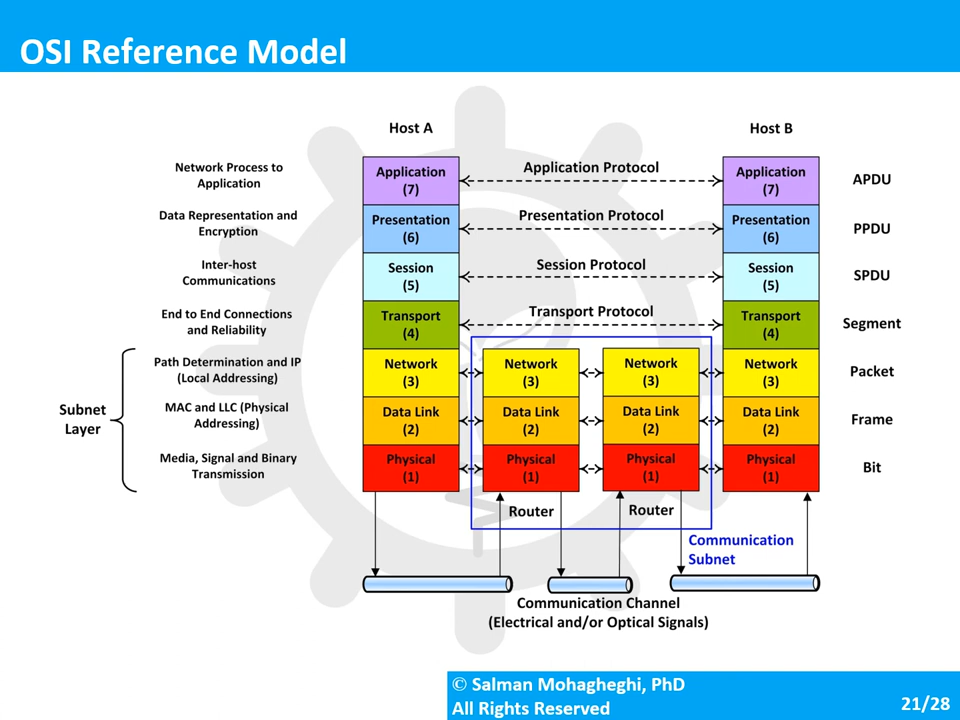 OSI Reference Model
Host A
Host B
Network Process to
Application
Application
(7)
Application Protocol
Application
(7)
APDU
Data Representation and
Encryption
Presentation
(6)
Presentation Protocol
Presentation
(6)
PPDU
Inter-host
Communications
Session
(5)
Session Protocol
Session
(5)
SPDU
End to End Connections
and Reliability
Transport
(4)
Transport Protocol
Transport
(4)
Segment
Subnet
Layer
Path Determination and IP
(Local Addressing)
Network
(3)
Network
(3)
Network
(3)
Network
(3)
Packet
MAC and LLC (Physical
Addressing)
Data Link
(2)
Data Link
(2)
Data Link
(2)
Data Link
(2)
Frame
Media, Signal and Binary
Transmission
Physical
(1)
Physical
(1)
Physical
(1)
Physical
(1)
Bit
Router
Router
Communication
Subnet
Communication Channel
(Electrical and/or Optical Signals)
© Salman Mohagheghi, PhD
All Rights Reserved
21/28